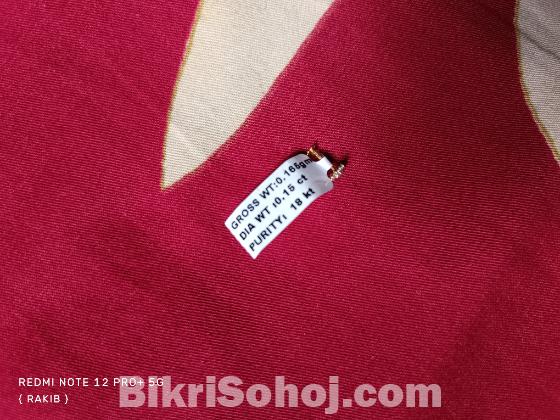 GROSS WT:0.165gm
DIA WT :0.15 ct
PURITY: 18 kt
REDMI NOTE 12 PRO+ 5G
( RAKIB )
BikriSohoj.com